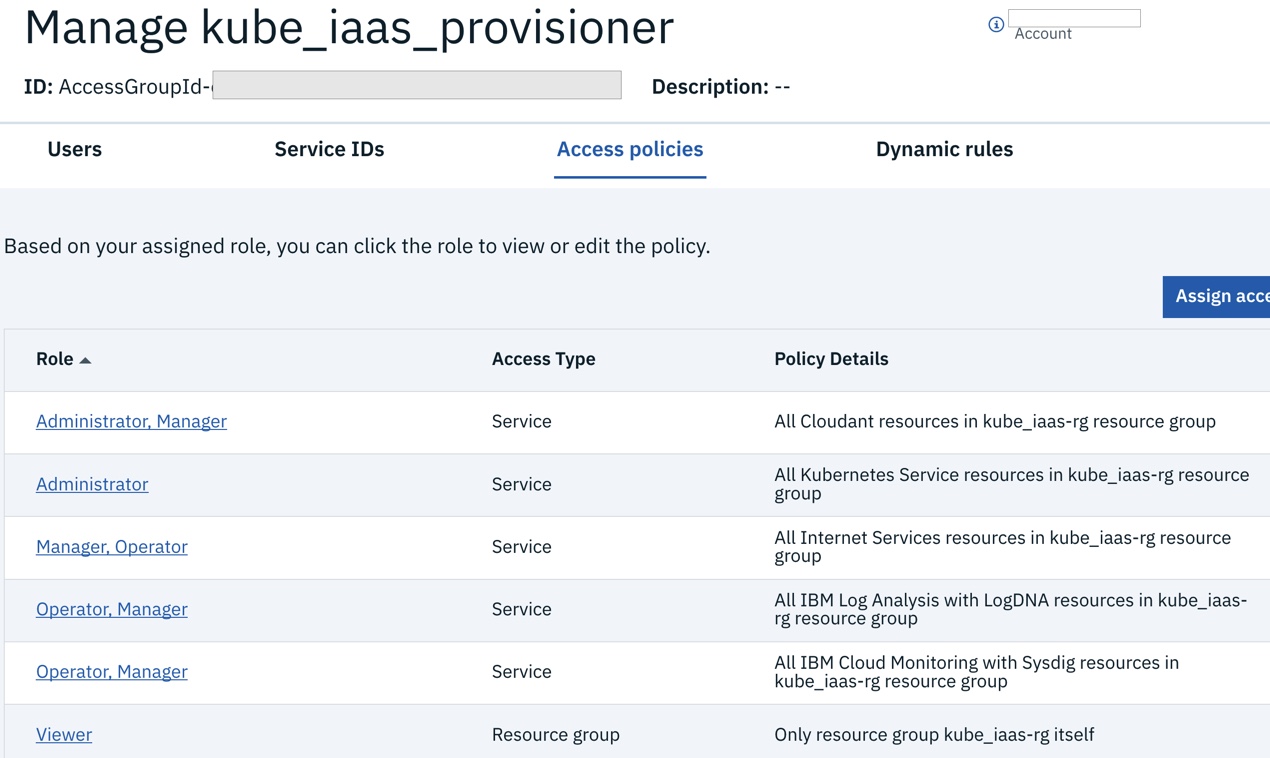 Manage kube_iaas_provisioner
Account
ID: AccessGroupId-
Description: --
Users
Service IDs
Access policies
Dynamic rules
Based on your assigned role, you can click the role to view or edit the policy.
Assign acce
Role
Access Type
Policy Details
Administrator, Manager
Service
All Cloudant resources in kube_iaas-rg resource group
Administrator
Service
All Kubernetes Service resources in kube_iaas-rg resource
group
Manager, Operator
Service
All Internet Services resources in kube_iaas-rg resource
group
Operator, Manager
Service
All IBM Log Analysis with LogDNA resources in kube_iaas-
rg resource group
Operator, Manager
Service
All IBM Cloud Monitoring with Sysdig resources in
kube_iaas-rg resource group
Viewer
Resource group
Only resource group kube_iaas-rg itself